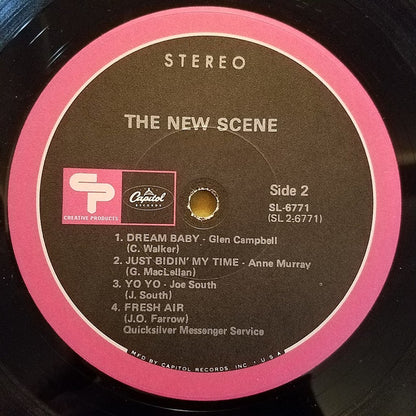 STEREO
THE NEW SCENE
CP
CREATIVE PRODUCTS
Capitol
RECORDS
Side 2
SL-6771
(SL 2-6771)
1. DREAM BABY - Glen Campbell
(C. Walker)
2. JUST BIDIN' MY TIME - Anne Murray
(G. MacLellan)
3. YO YO - Joe South
(J. South)
4. FRESH AIR
(J.O. Farrow)
Quicksilver Messenger Service
MFD BY CAPITOL RECORDS, INC. • U.S.A.